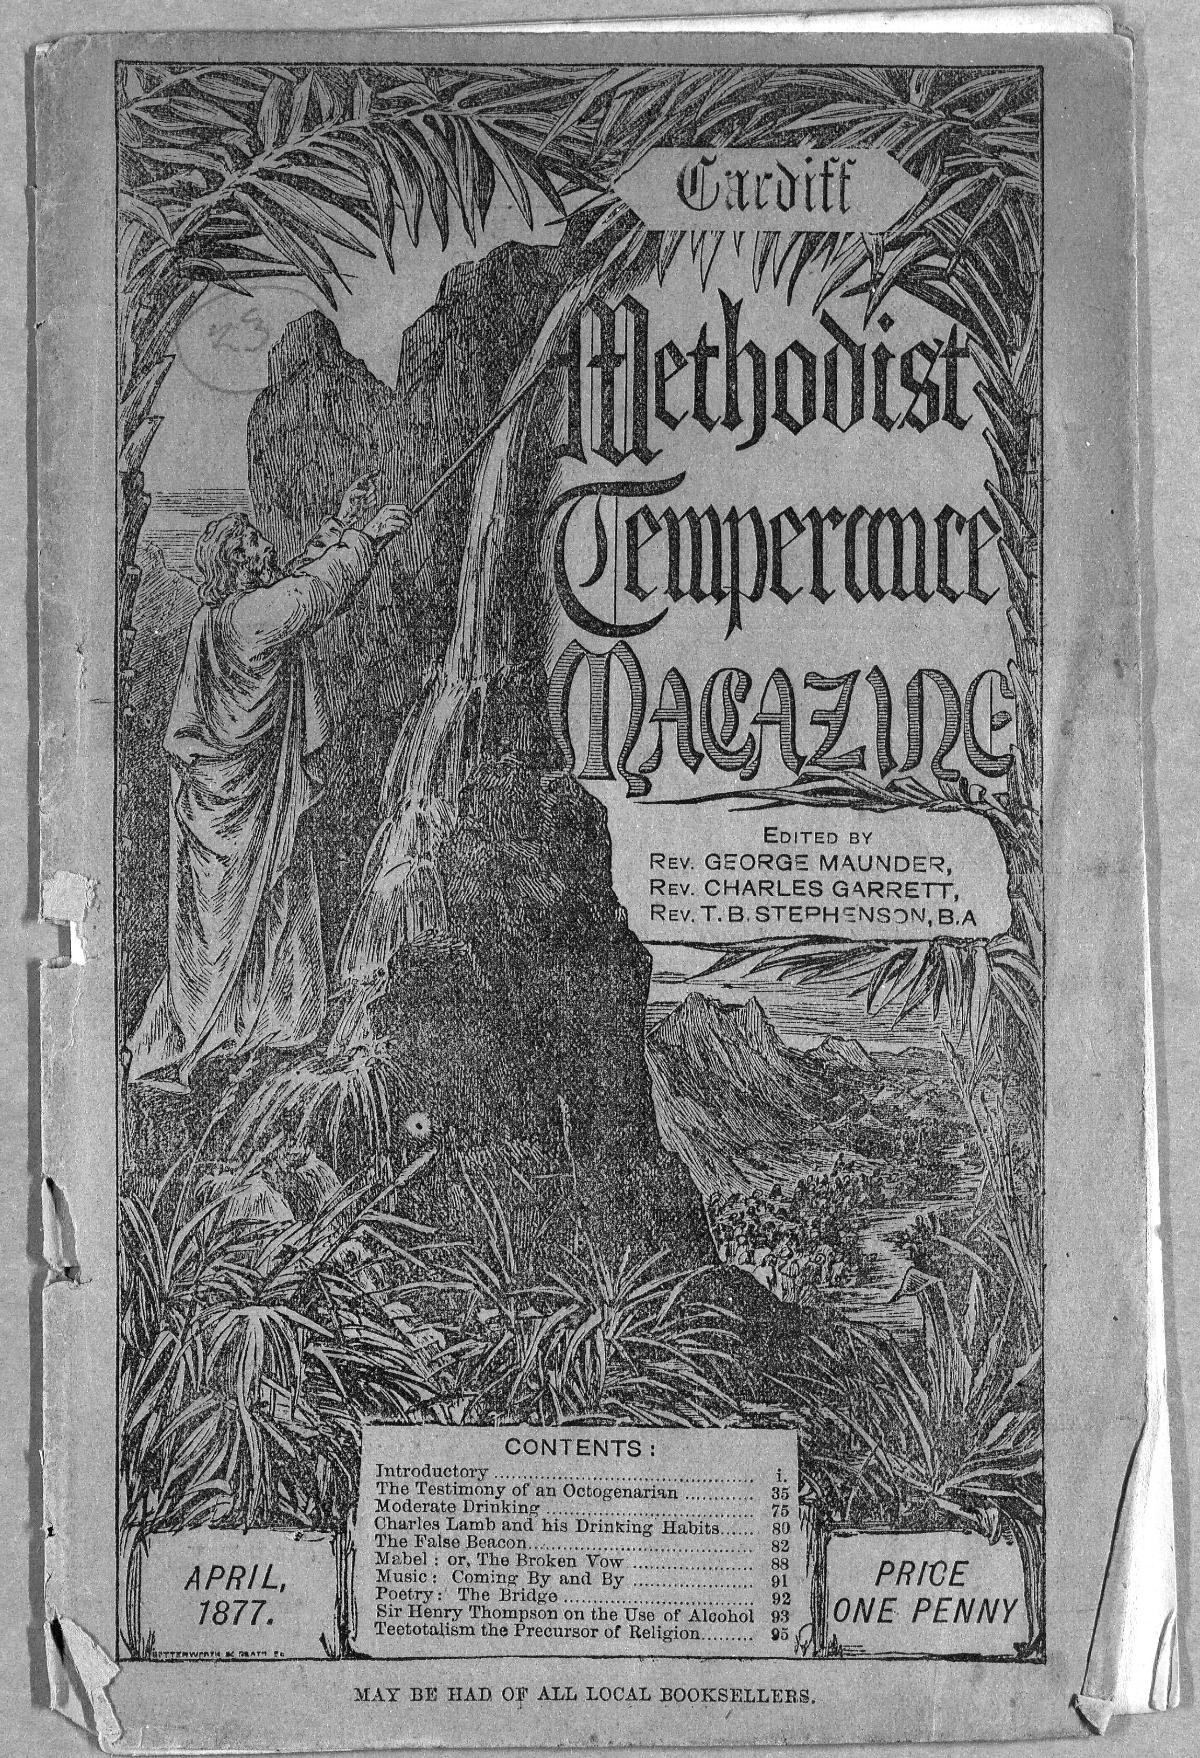 Cardiff
Methodist
Temperance
MAGAZINE
EDITED BY
REV. GEORGE MAUNDER,
REV. CHARLES GARRETT,
REV. T. B. STEPHENSON, B.A
23
CONTENTS :
Introductory .......... i.
The Testimony of an Octogenarian .......... 35
Moderate Drinking .......... 75
Charles Lamb and his Drinking Habits...... 80
The False Beacon.......... 82
Mabel : or, The Broken Vow .......... 88
Music : Coming By and By .......... 91
Poetry : The Bridge .......... 92
Sir Henry Thompson on the Use of Alcohol 93
Teetotalism the Precursor of Religion......... 95
APRIL,
1877.
PRICE
ONE PENNY
BUTTERWORTH & HEATH SC
MAY BE HAD OF ALL LOCAL BOOKSELLERS.